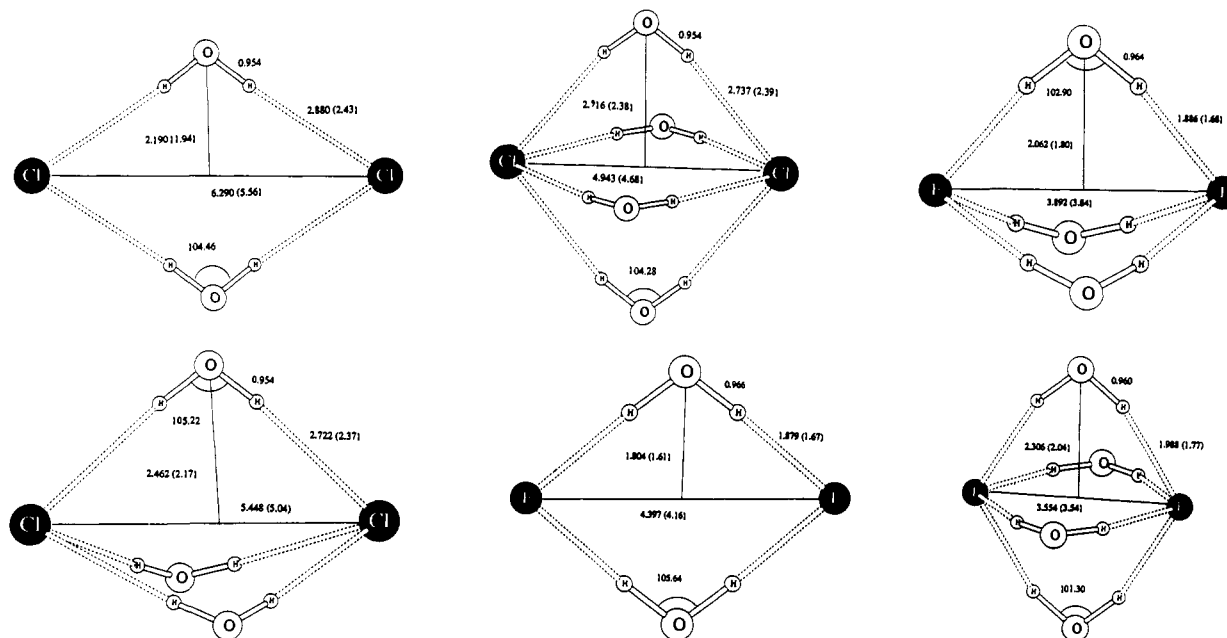 O
0.954
H H
2.880 (2.43)
2.190 (1.94)
Cl Cl
6.290 (5.56)
104.46
H H
O
O
0.954
H H
2.737 (2.39)
2.916 (2.38)
H O H
Cl Cl
4.943 (4.68)
H O H
104.28
H H
O
O
0.964
H H
102.90
1.886 (1.68)
2.062 (1.80)
3.892 (3.84)
H O H
H O H
O
0.954
H H
105.22
2.722 (2.37)
2.462 (2.17)
5.448 (5.04)
Cl Cl
H O H
H O H
O
0.966
H H
1.879 (1.67)
1.804 (1.61)
4.397 (4.16)
105.64
H H
O
O
0.960
H H
2.306 (2.04)
1.988 (1.77)
H O H
3.554 (3.54)
H O H
101.30
H H
O